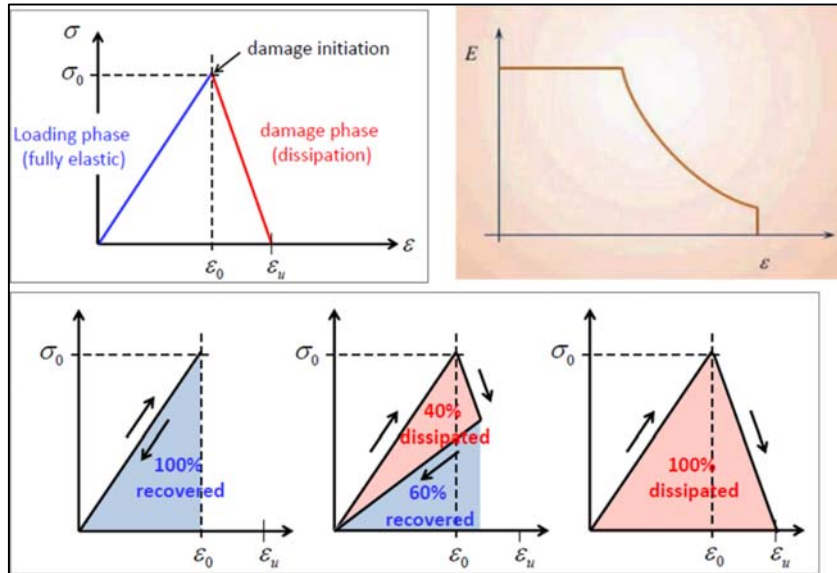 σ
damage initiation
σ₀
Loading phase
(fully elastic)
damage phase
(dissipation)
ε
ε₀
εᵤ
E
ε
σ₀
100%
recovered
ε₀
εᵤ
σ₀
40%
dissipated
60%
recovered
ε₀
εᵤ
σ₀
100%
dissipated
ε₀
εᵤ